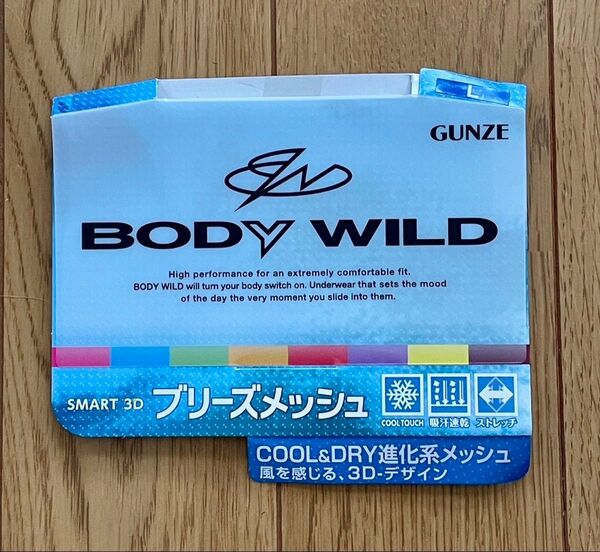 L
GUNZE
BODY WILD
High performance for an extremely comfortable fit.
BODY WILD will turn your body switch on. Underwear that sets the mood
of the day the very moment you slide into them.
SMART 3D ブリーズメッシュ
COOL TOUCH 吸汗速乾 ストレッチ
COOL&DRY進化系メッシュ
風を感じる、3D-デザイン